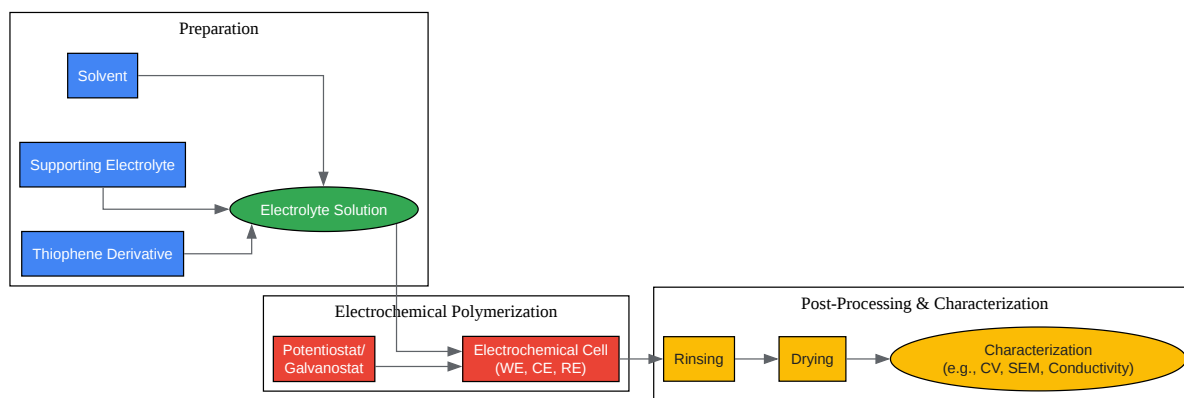 Preparation
Solvent
Supporting Electrolyte
Electrolyte Solution
Thiophene Derivative
Electrochemical Polymerization
Potentiostat/
Galvanostat
Electrochemical Cell
(WE, CE, RE)
Post-Processing & Characterization
Rinsing
Drying
Characterization
(e.g., CV, SEM, Conductivity)